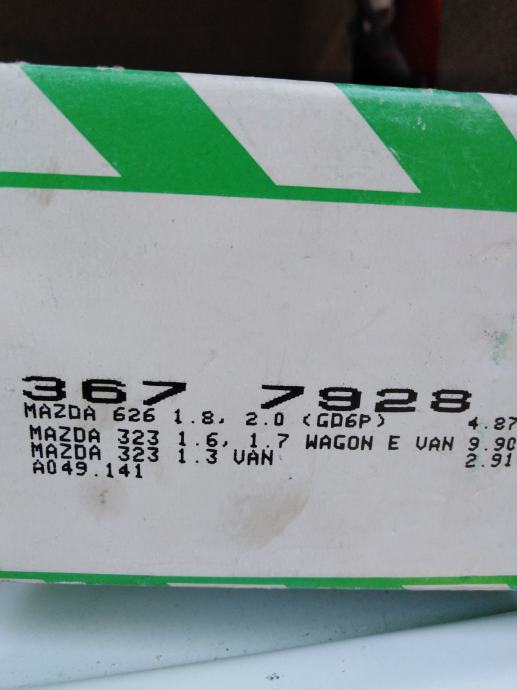 367 7928
MAZDA 626 1.8, 2.0 (GD6P) 4.87
MAZDA 323 1.6, 1.7 WAGON E VAN 9.90
MAZDA 323 1.3 VAN 2.91
A049.141